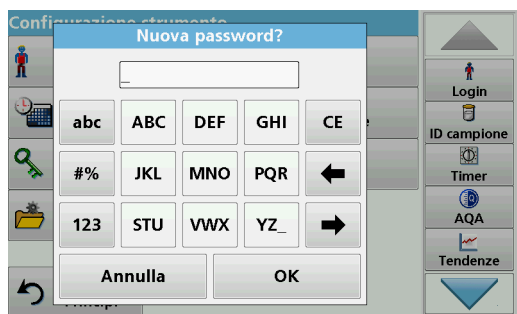 Configurazione strumento
Nuova password?
_
abc ABC DEF GHI CE
#% JKL MNO PQR
123 STU VWX YZ_
Annulla OK
Login
ID campione
Timer
AQA
Tendenze